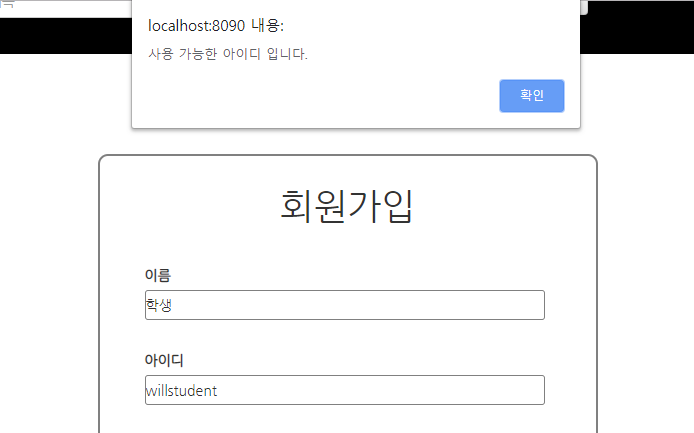 localhost:8090 내용:
사용 가능한 아이디 입니다.
확인
회원가입
이름
학생
아이디
willstudent